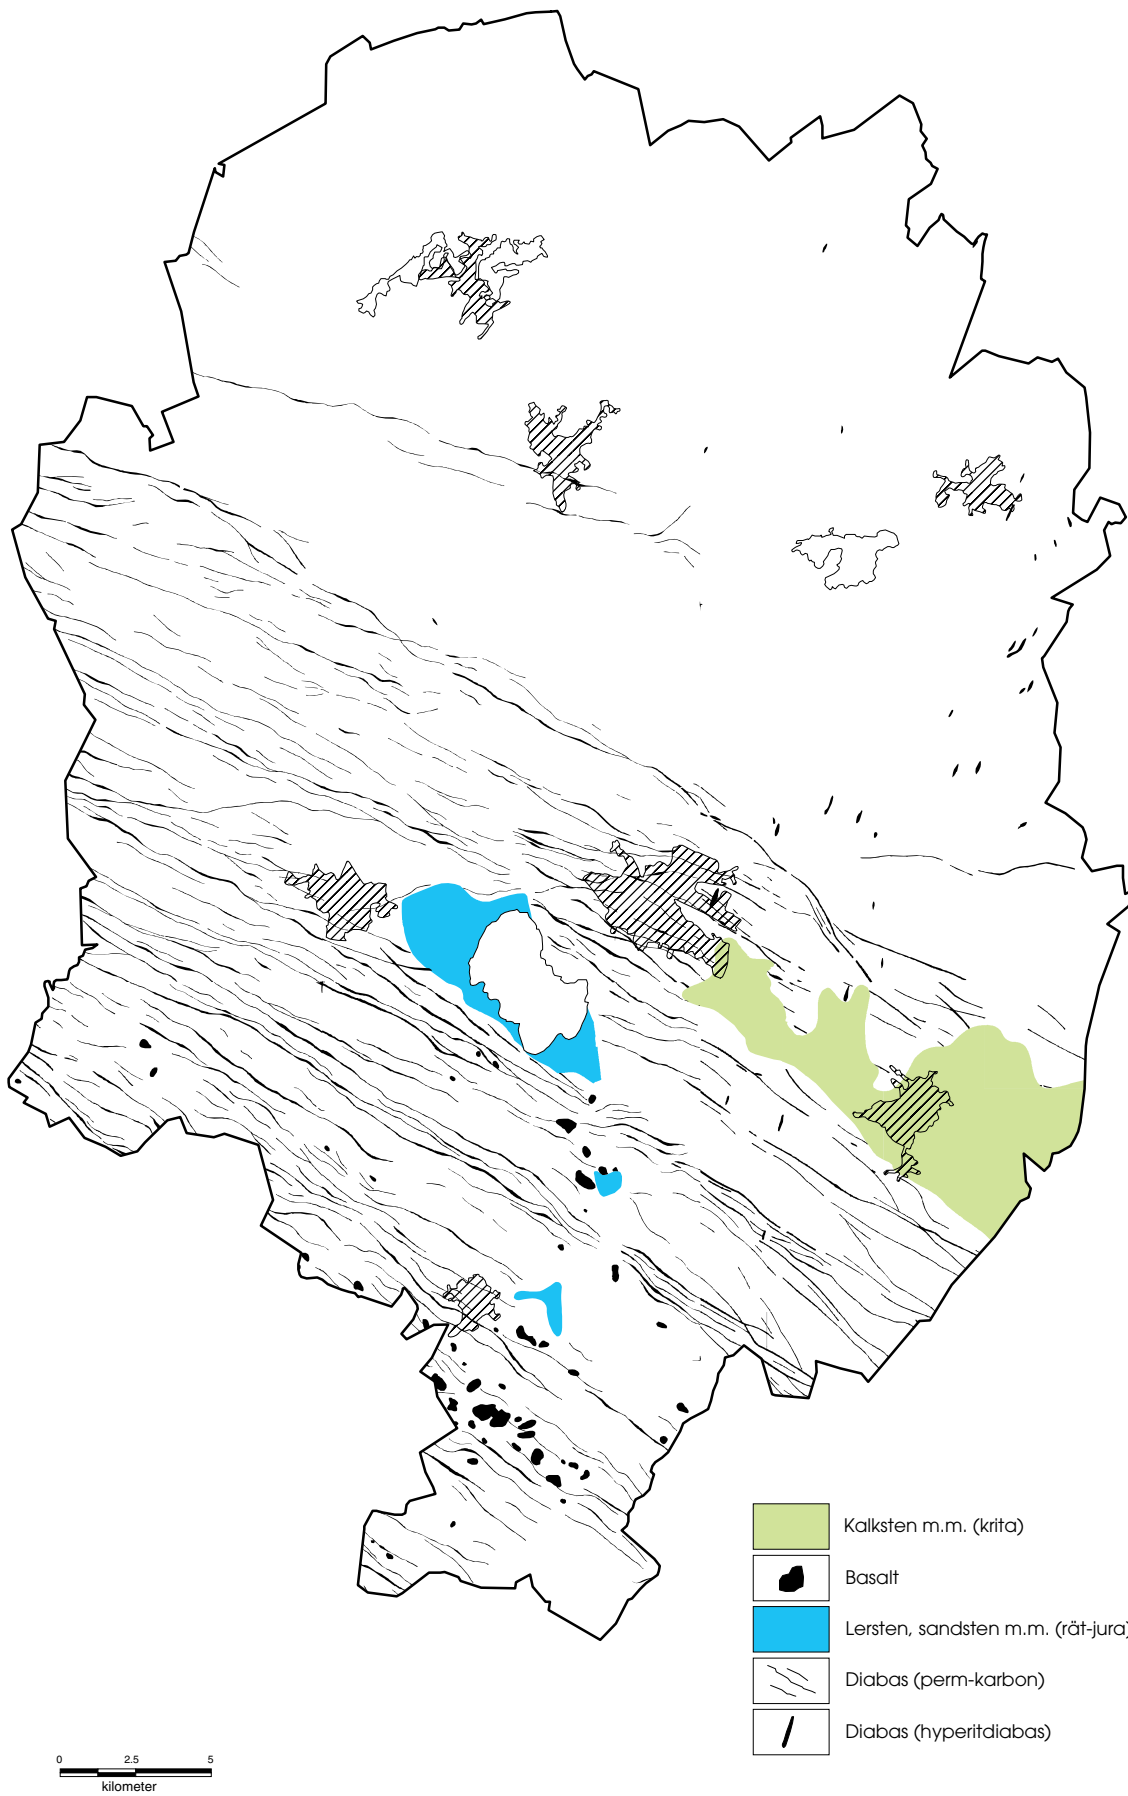 Kalksten m.m. (krita)
Basalt
Lersten, sandsten m.m. (rät-jura)
Diabas (perm-karbon)
Diabas (hyperitdiabas)
0 2.5 5
kilometer